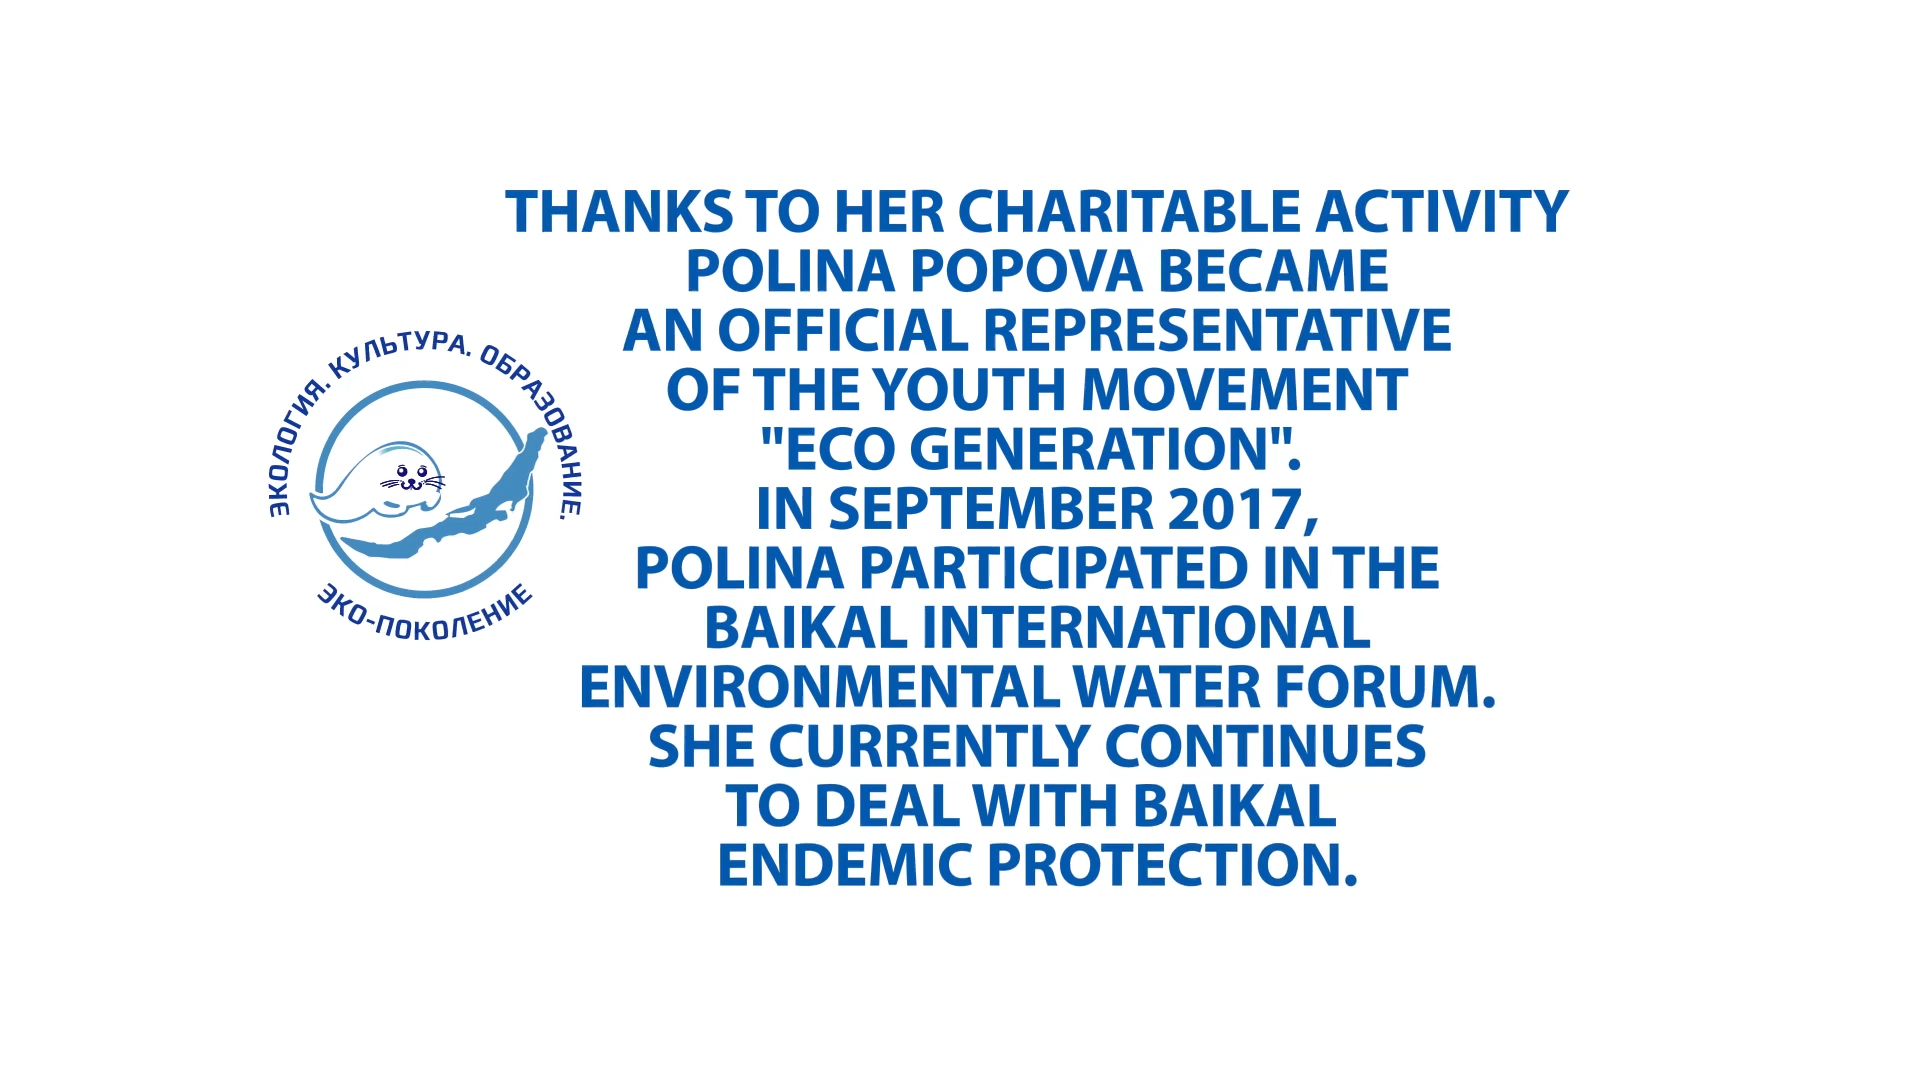 ЭКОЛОГИЯ. КУЛЬТУРА. ОБРАЗОВАНИЕ.
ЭКО-ПОКОЛЕНИЕ
THANKS TO HER CHARITABLE ACTIVITY
POLINA POPOVA BECAME
AN OFFICIAL REPRESENTATIVE
OF THE YOUTH MOVEMENT
"ECO GENERATION".
IN SEPTEMBER 2017,
POLINA PARTICIPATED IN THE
BAIKAL INTERNATIONAL
ENVIRONMENTAL WATER FORUM.
SHE CURRENTLY CONTINUES
TO DEAL WITH BAIKAL
ENDEMIC PROTECTION.